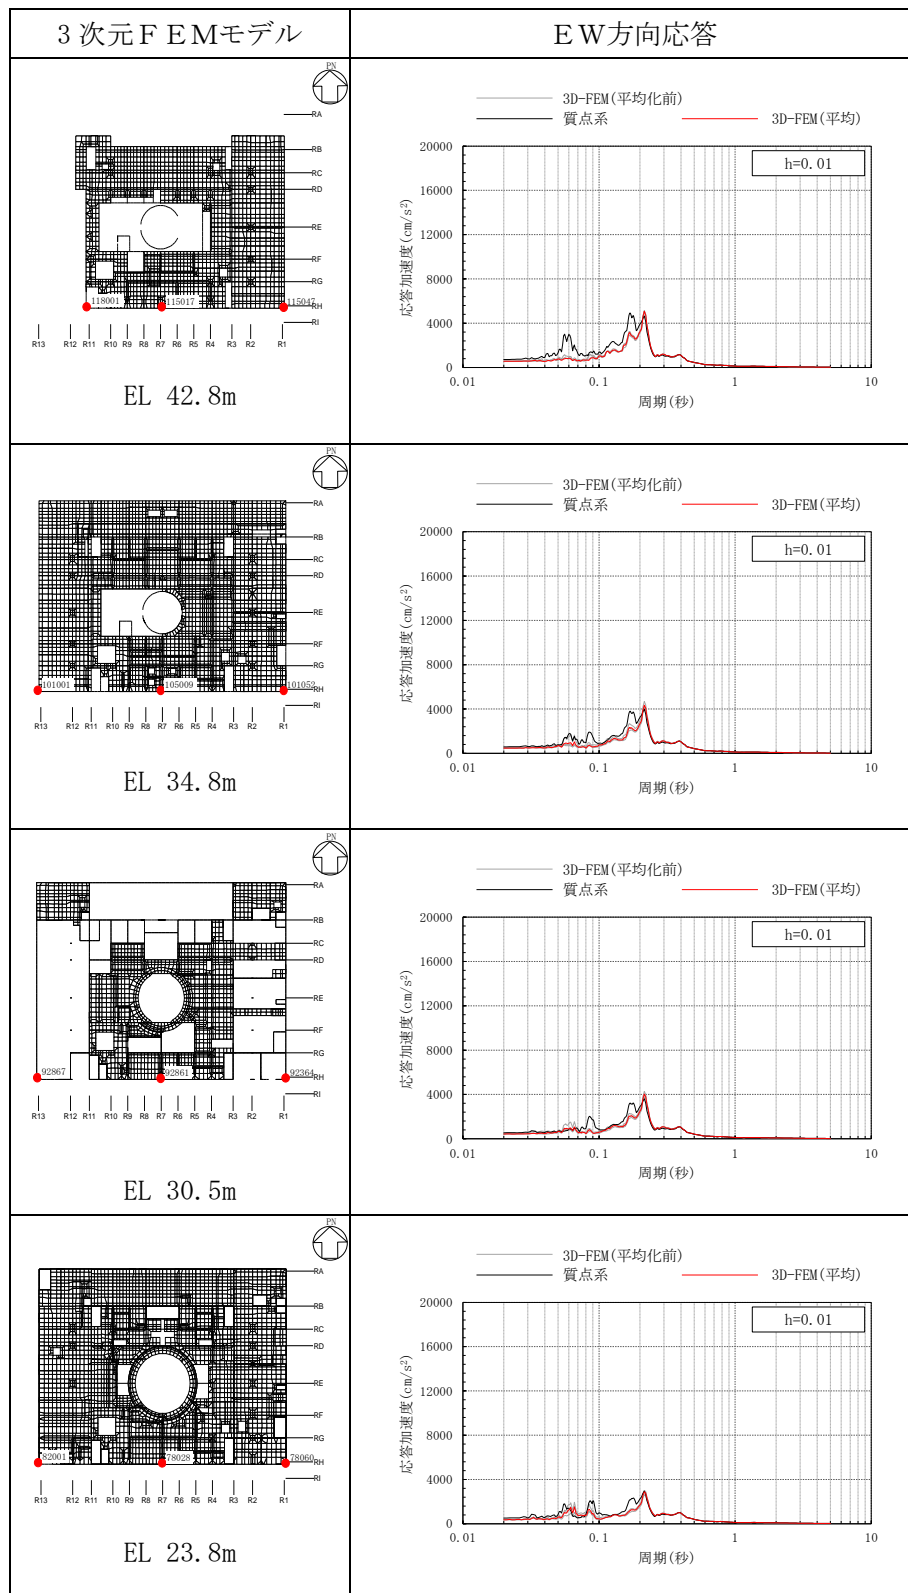 3次元FEMモデル
EW方向応答
PN
RA
RB
RC
RD
RE
RF
RG
RH
RI
118001 115017 115047
R13 R12 R11 R10 R9 R8 R7 R6 R5 R4 R3 R2 R1
EL 42.8m
3D-FEM(平均化前)
質点系 3D-FEM(平均)
h=0.01
応答加速度(cm/s²)
20000
16000
12000
8000
4000
0
0.01 0.1 1 10
周期(秒)
PN
RA
RB
RC
RD
RE
RF
RG
RH
RI
101001 105009 101052
R13 R12 R11 R10 R9 R8 R7 R6 R5 R4 R3 R2 R1
EL 34.8m
3D-FEM(平均化前)
質点系 3D-FEM(平均)
h=0.01
応答加速度(cm/s²)
20000
16000
12000
8000
4000
0
0.01 0.1 1 10
周期(秒)
PN
RA
RB
RC
RD
RE
RF
RG
RH
RI
92867 92861 92364
R13 R12 R11 R10 R9 R8 R7 R6 R5 R4 R3 R2 R1
EL 30.5m
3D-FEM(平均化前)
質点系 3D-FEM(平均)
h=0.01
応答加速度(cm/s²)
20000
16000
12000
8000
4000
0
0.01 0.1 1 10
周期(秒)
PN
RA
RB
RC
RD
RE
RF
RG
RH
RI
82001 78028 78060
R13 R12 R11 R10 R9 R8 R7 R6 R5 R4 R3 R2 R1
EL 23.8m
3D-FEM(平均化前)
質点系 3D-FEM(平均)
h=0.01
応答加速度(cm/s²)
20000
16000
12000
8000
4000
0
0.01 0.1 1 10
周期(秒)